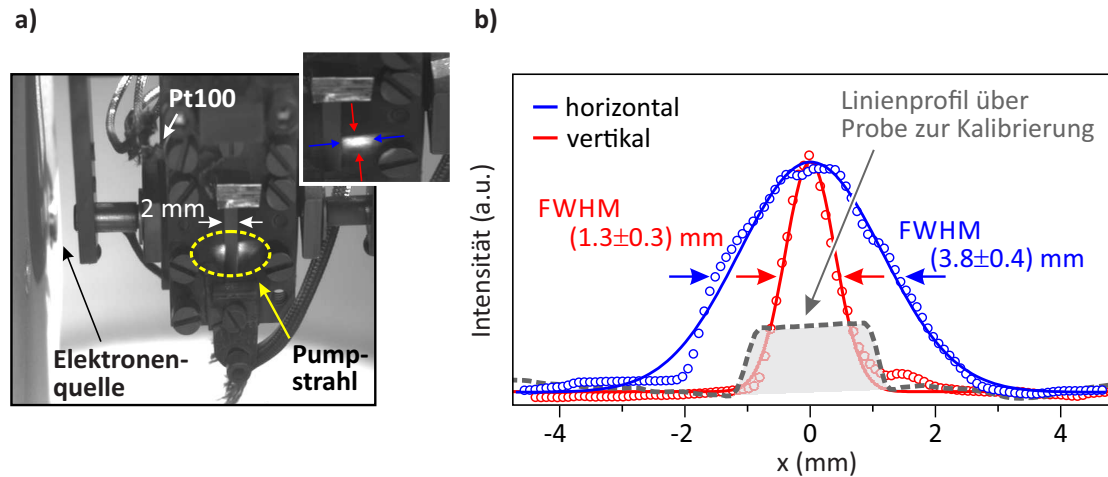 a)
Pt100
2 mm
Elektronen-
quelle
Pump-
strahl
b)
horizontal
vertikal
Linienprofil über
Probe zur Kalibrierung
FWHM
(1.3±0.3) mm
FWHM
(3.8±0.4) mm
Intensität (a.u.)
-4 -2 0 2 4
x (mm)